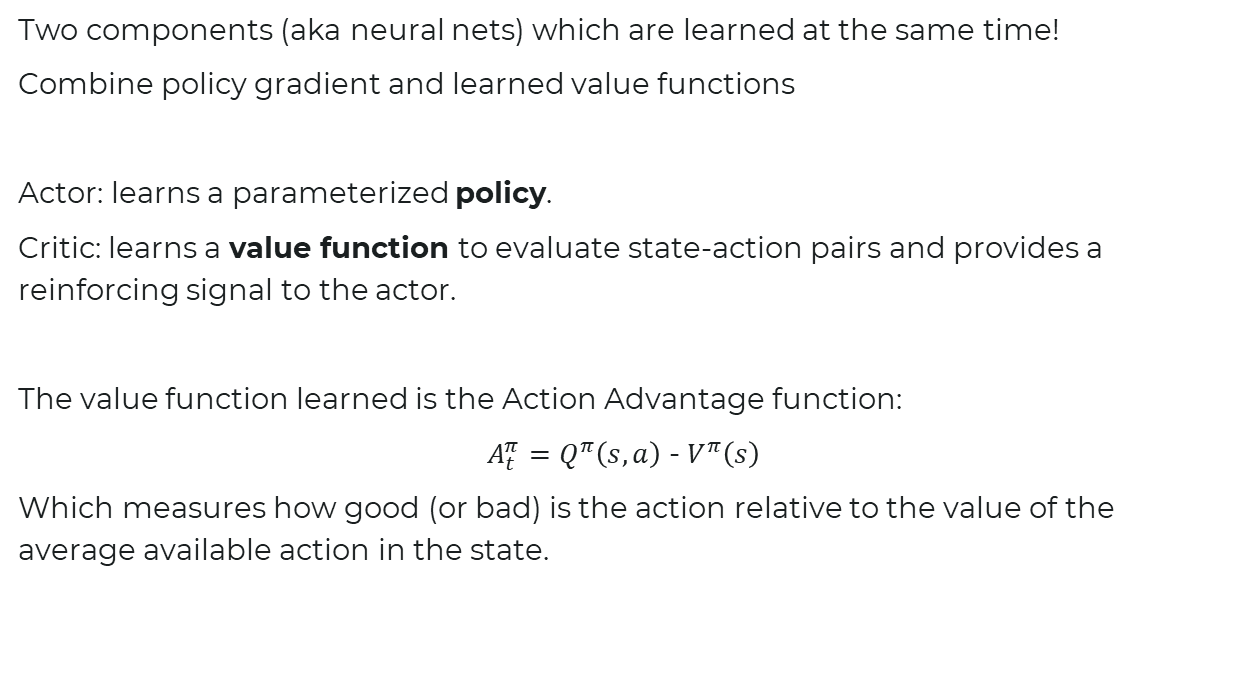 Two components (aka neural nets) which are learned at the same time!
Combine policy gradient and learned value functions
Actor: learns a parameterized policy.
Critic: learns a value function to evaluate state-action pairs and provides a
reinforcing signal to the actor.
The value function learned is the Action Advantage function:
$A_t^\pi = Q^\pi(s, a) - V^\pi(s)$
Which measures how good (or bad) is the action relative to the value of the
average available action in the state.